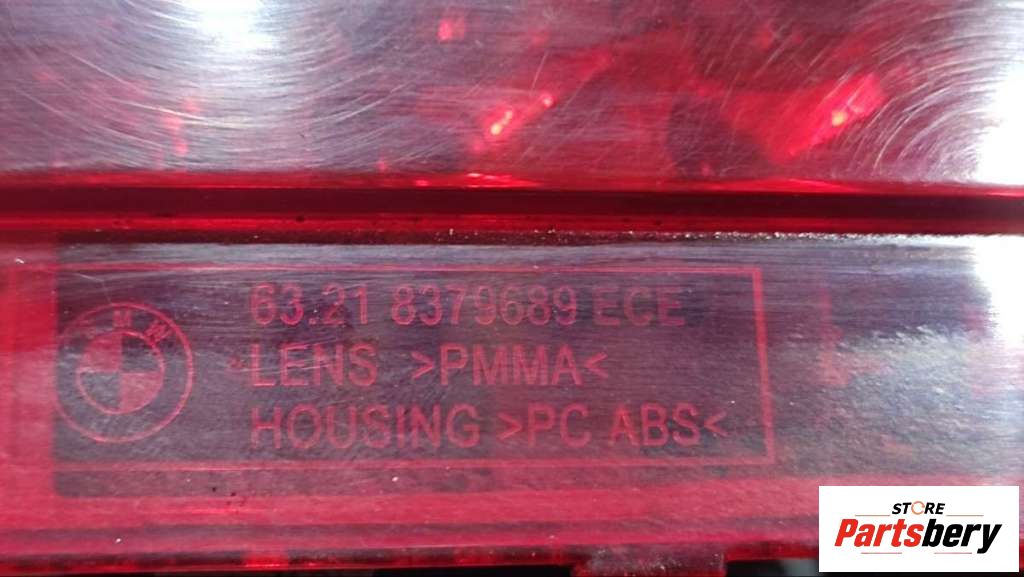 BMW
63.21 8379689 ECE
LENS >PMMA<
HOUSING >PC ABS<
STORE
Partsbery